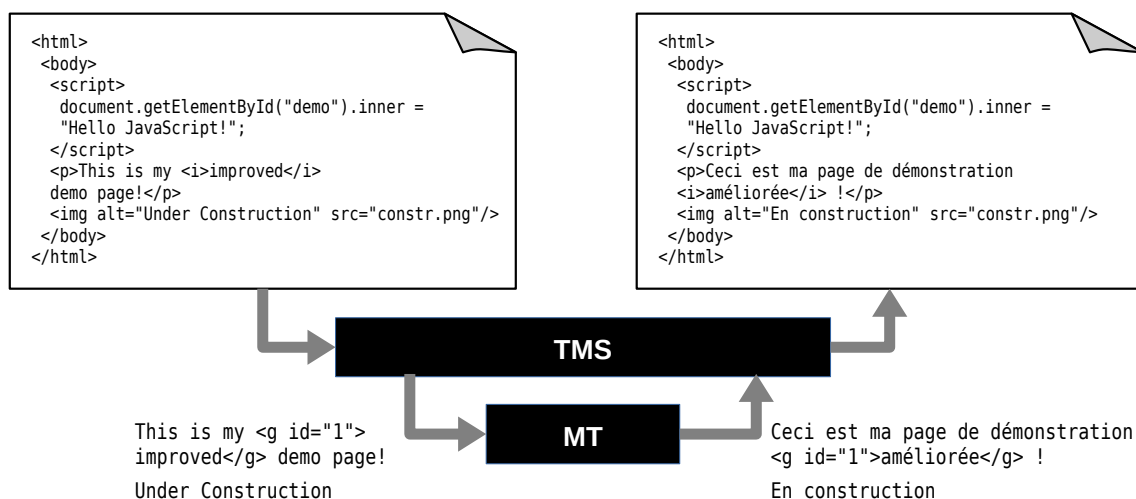 <html>
<body>
<script>
document.getElementById("demo").inner =
"Hello JavaScript!";
</script>
<p>This is my <i>improved</i>
demo page!</p>
<img alt="Under Construction" src="constr.png"/>
</body>
</html>
<html>
<body>
<script>
document.getElementById("demo").inner =
"Hello JavaScript!";
</script>
<p>Ceci est ma page de démonstration
<i>améliorée</i> !</p>
<img alt="En construction" src="constr.png"/>
</body>
</html>
TMS
MT
This is my <g id="1">
improved</g> demo page!
Under Construction
Ceci est ma page de démonstration
<g id="1">améliorée</g> !
En construction